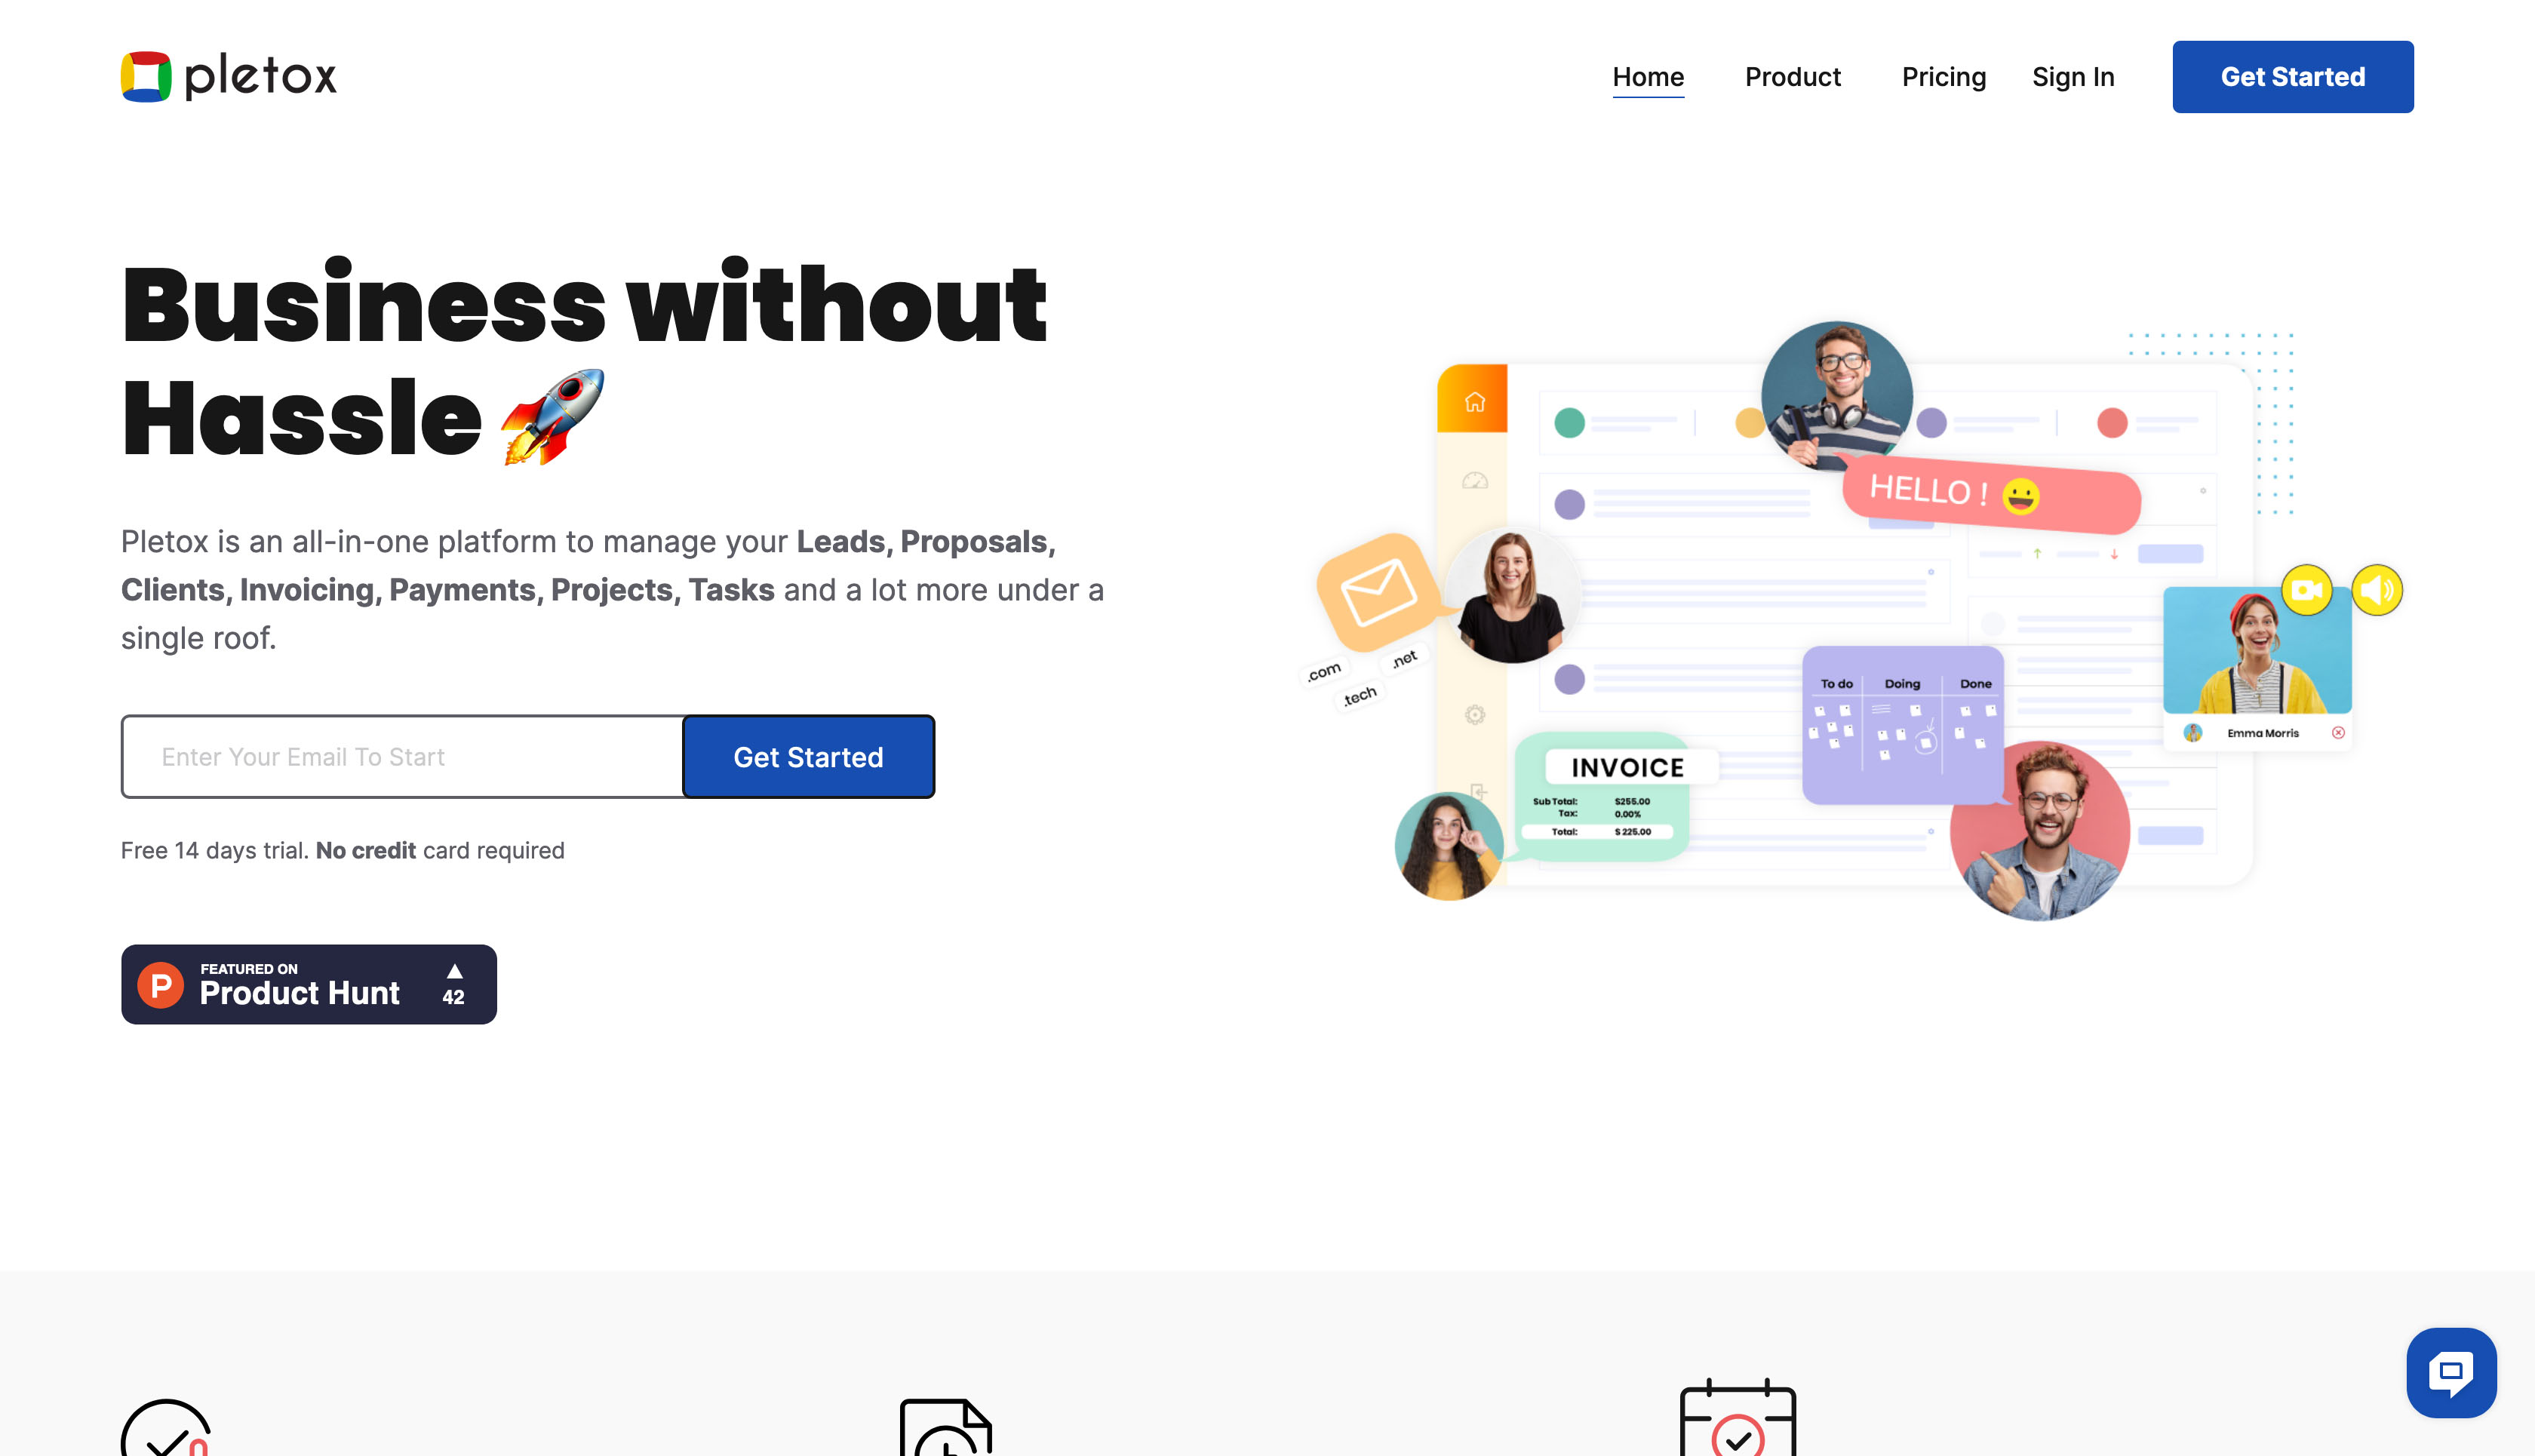 pletox
Home
Product
Pricing
Sign In
Get Started
Business without
Hassle
Pletox is an all-in-one platform to manage your Leads, Proposals,
Clients, Invoicing, Payments, Projects, Tasks and a lot more under a
single roof.
Enter Your Email To Start
Get Started
Free 14 days trial. No credit card required
P
FEATURED ON
Product Hunt
42
HELLO !
.com
.net
.tech
To do
Doing
Done
Emma Morris
INVOICE
Sub Total: $255.00
Tax: 0.00%
Total: $ 225.00